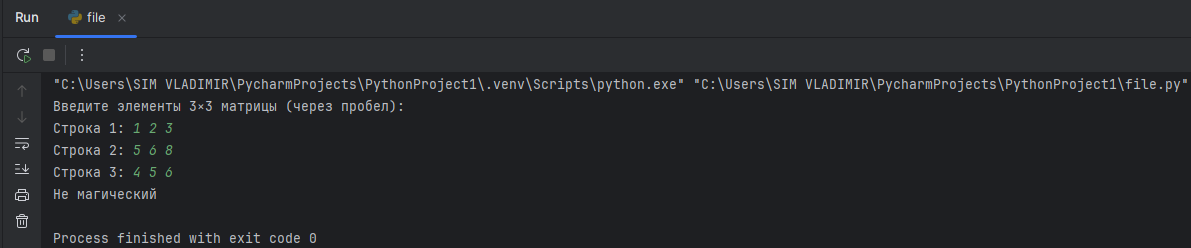 Run file
"C:\Users\SIM VLADIMIR\PycharmProjects\PythonProject1\.venv\Scripts\python.exe" "C:\Users\SIM VLADIMIR\PycharmProjects\PythonProject1\file.py"
Введите элементы 3×3 матрицы (через пробел):
Строка 1: 1 2 3
Строка 2: 5 6 8
Строка 3: 4 5 6
Не магический
Process finished with exit code 0